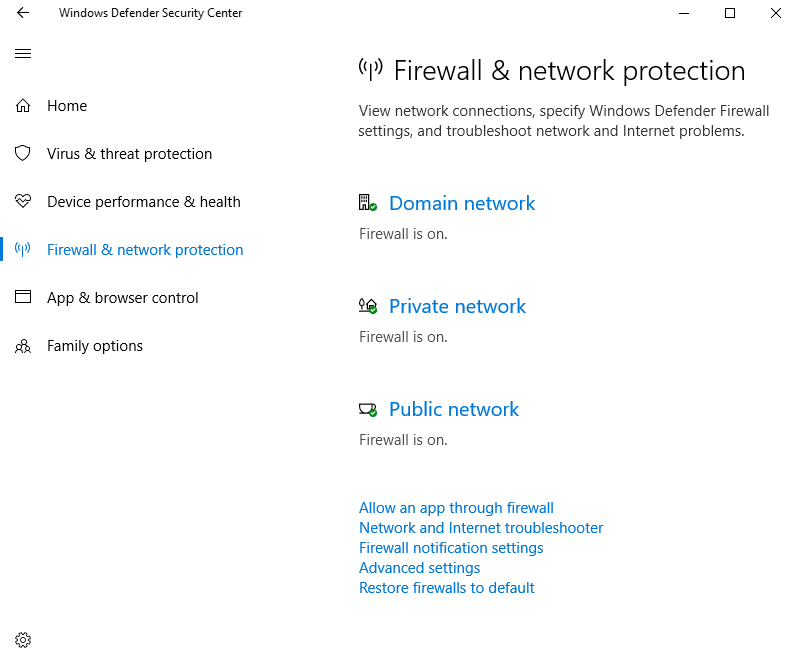 Windows Defender Security Center
Home
Virus & threat protection
Device performance & health
Firewall & network protection
App & browser control
Family options
Firewall & network protection
View network connections, specify Windows Defender Firewall
settings, and troubleshoot network and Internet problems.
Domain network
Firewall is on.
Private network
Firewall is on.
Public network
Firewall is on.
Allow an app through firewall
Network and Internet troubleshooter
Firewall notification settings
Advanced settings
Restore firewalls to default